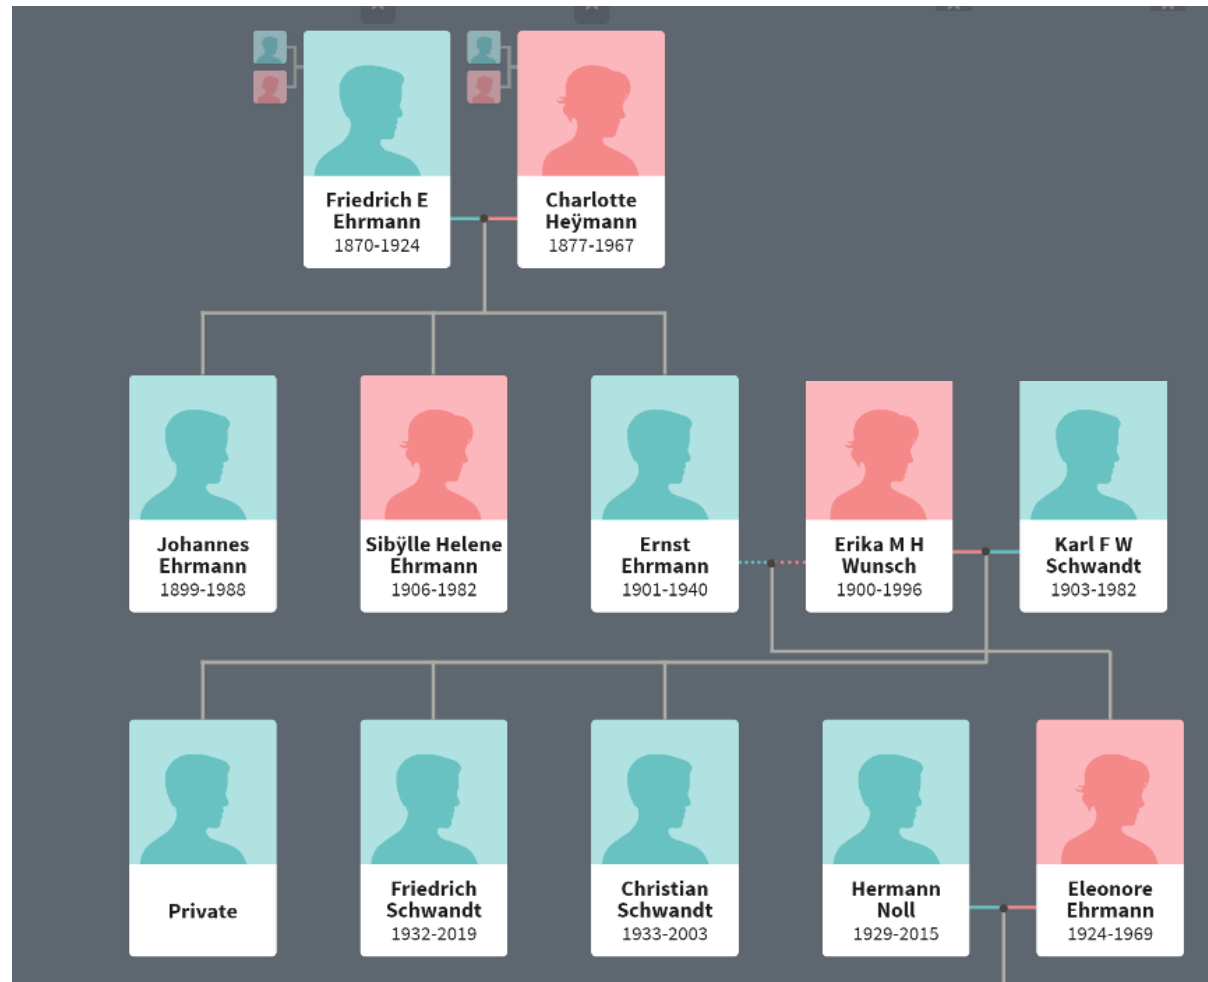 Friedrich E
Ehrmann
1870-1924
Charlotte
Heÿmann
1877-1967
Johannes
Ehrmann
1899-1988
Sibÿlle Helene
Ehrmann
1906-1982
Ernst
Ehrmann
1901-1940
Erika M H
Wunsch
1900-1996
Karl F W
Schwandt
1903-1982
Private
Friedrich
Schwandt
1932-2019
Christian
Schwandt
1933-2003
Hermann
Noll
1929-2015
Eleonore
Ehrmann
1924-1969